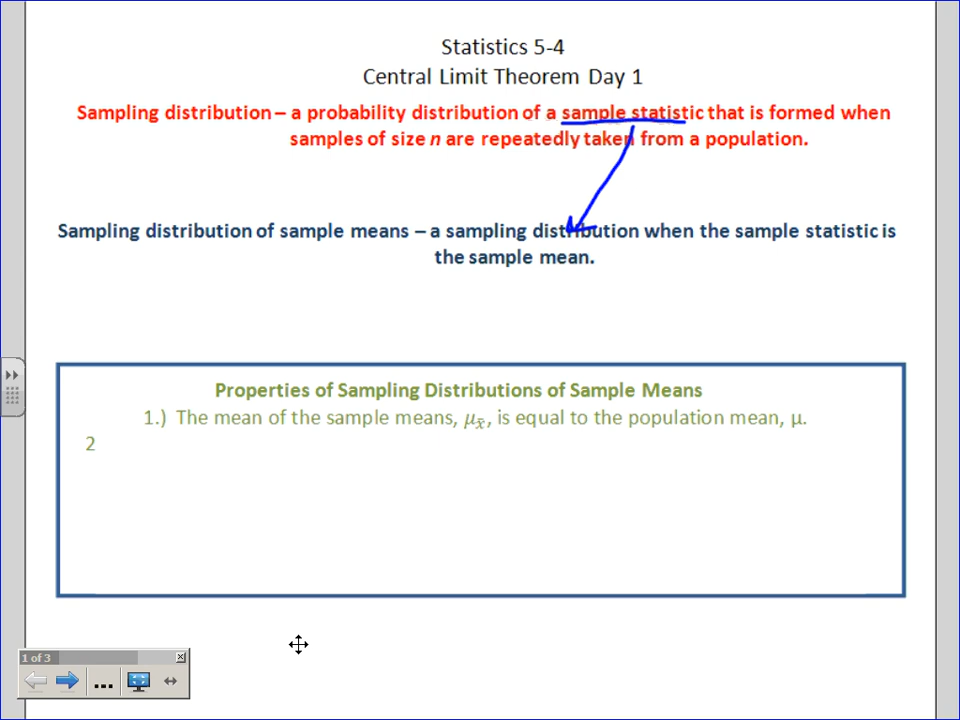 Statistics 5-4
Central Limit Theorem Day 1
Sampling distribution – a probability distribution of a sample statistic that is formed when
samples of size n are repeatedly taken from a population.
Sampling distribution of sample means – a sampling distribution when the sample statistic is
the sample mean.
Properties of Sampling Distributions of Sample Means
1.) The mean of the sample means, μx̄, is equal to the population mean, μ.
2
1 of 3